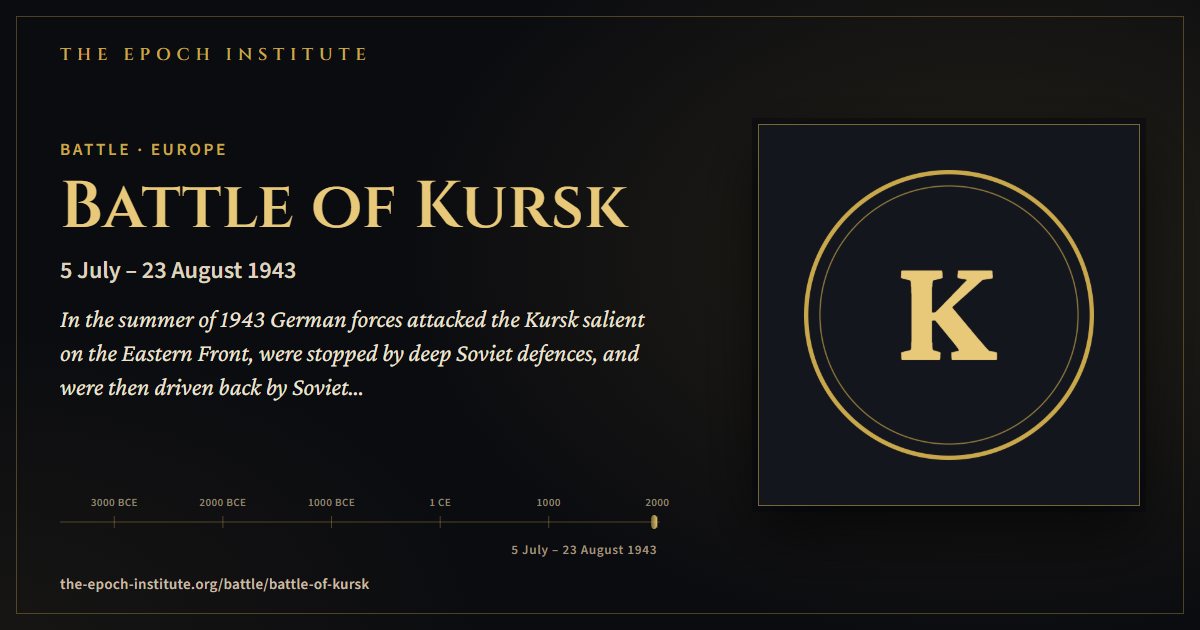 THE EPOCH INSTITUTE
BATTLE · EUROPE
BATTLE OF KURSK
5 July – 23 August 1943
In the summer of 1943 German forces attacked the Kursk salient
on the Eastern Front, were stopped by deep Soviet defences, and
were then driven back by Soviet...
K
3000 BCE 2000 BCE 1000 BCE 1 CE 1000 2000
5 July – 23 August 1943
the-epoch-institute.org/battle/battle-of-kursk